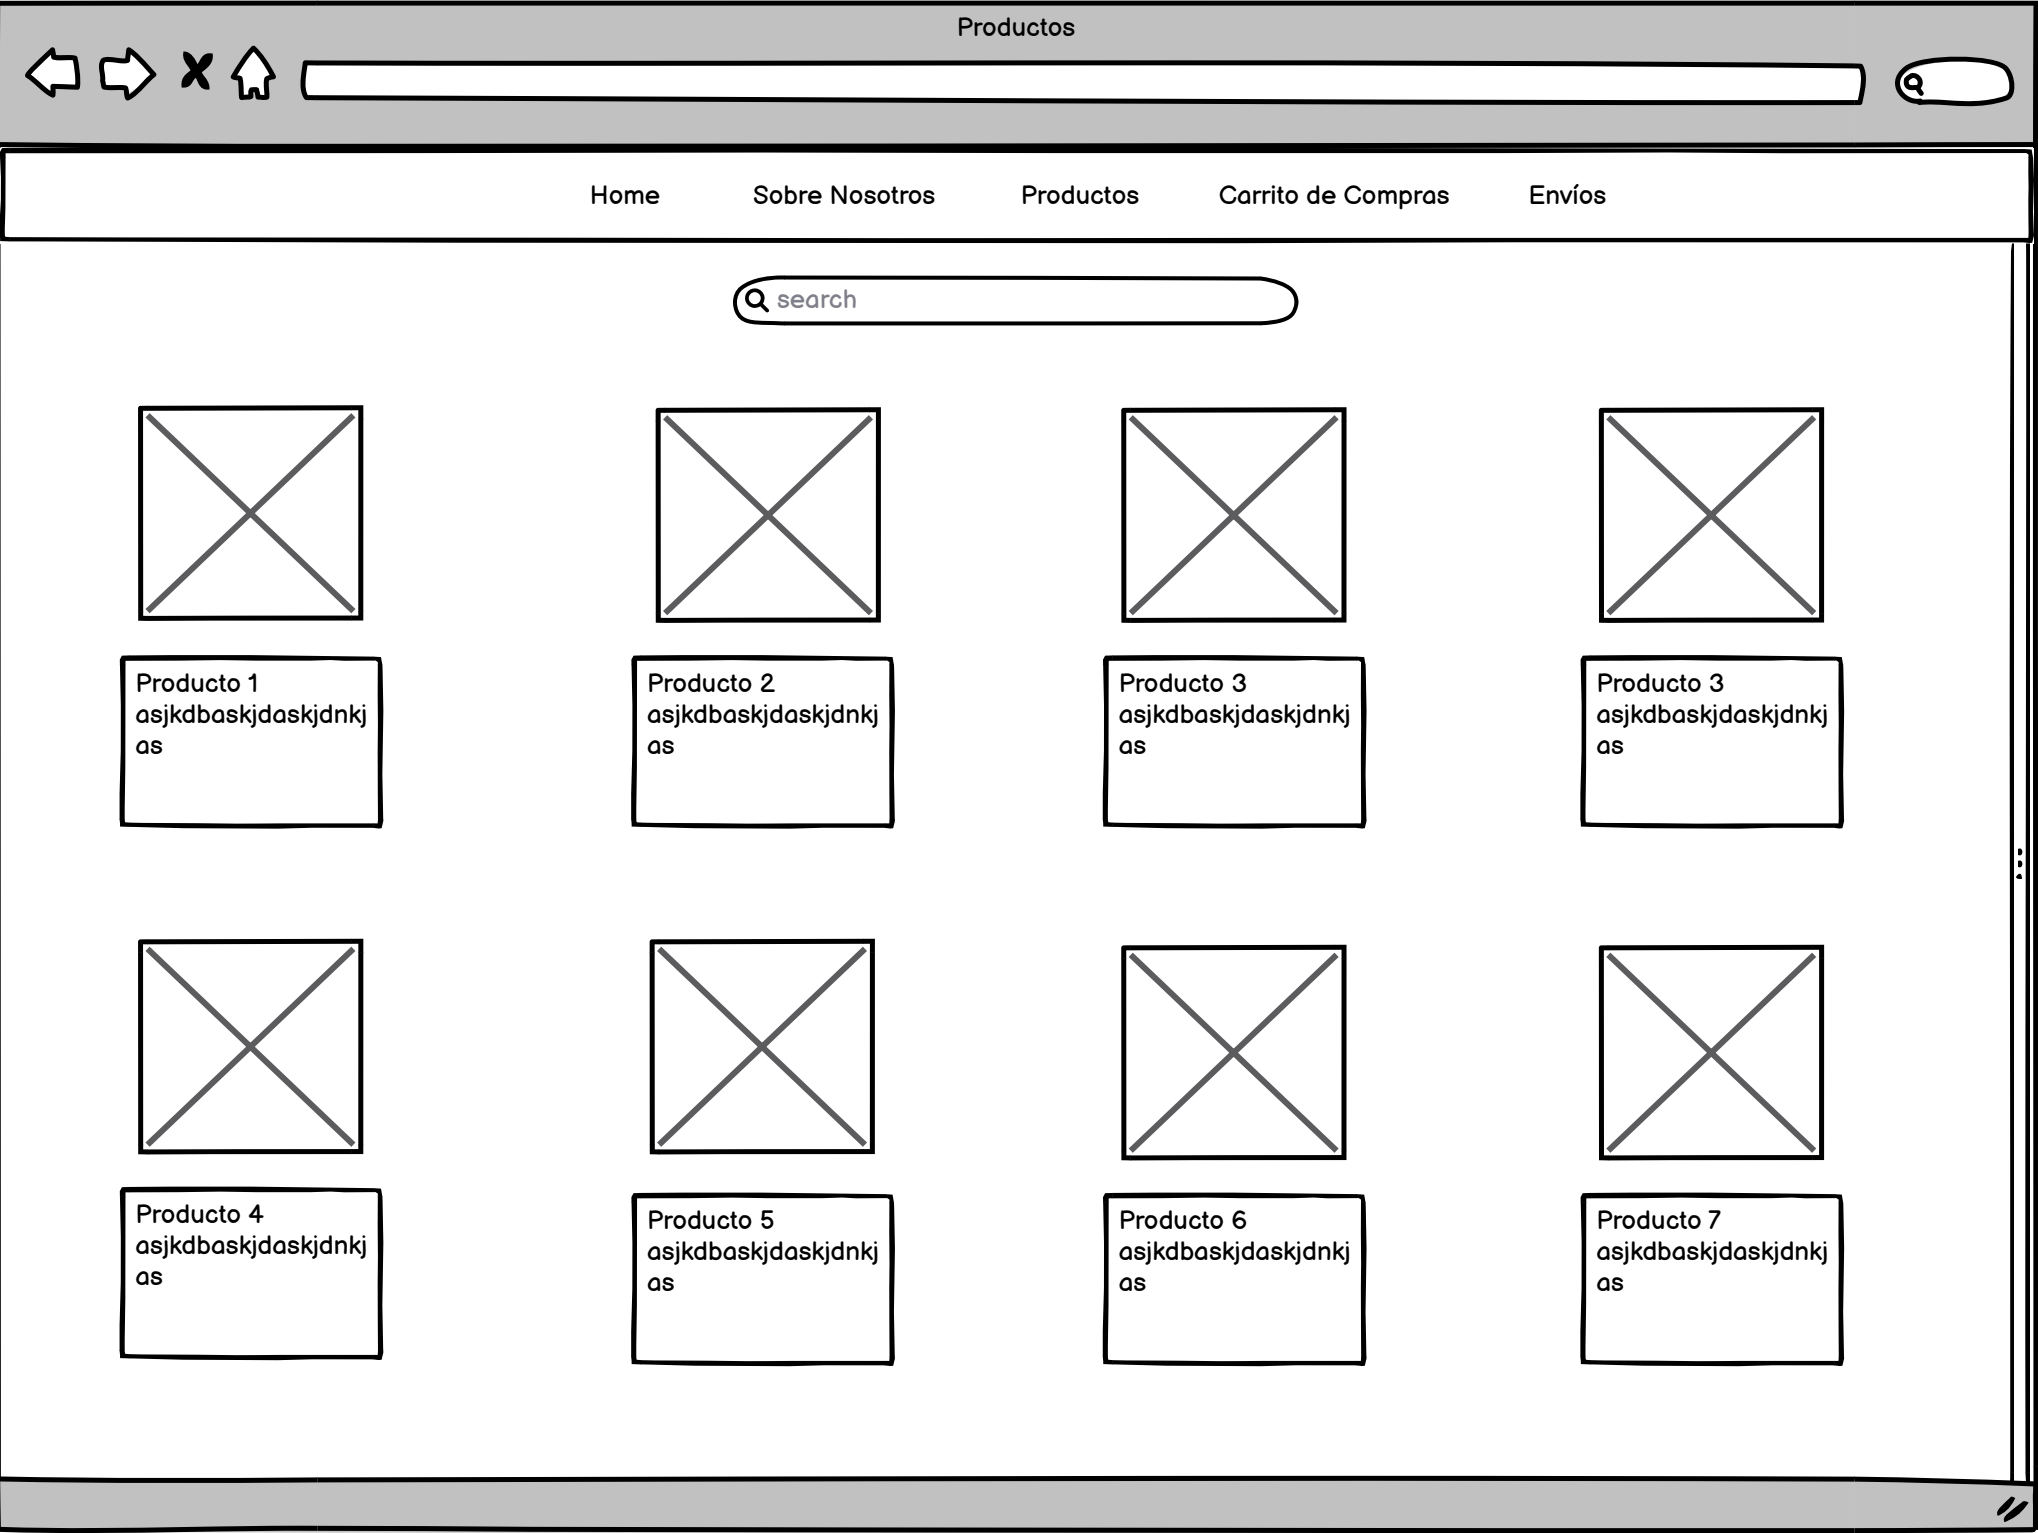 Productos
Home Sobre Nosotros Productos Carrito de Compras Envíos
search
Producto 1
asjkdbaskjdaskjdnkj
as
Producto 2
asjkdbaskjdaskjdnkj
as
Producto 3
asjkdbaskjdaskjdnkj
as
Producto 3
asjkdbaskjdaskjdnkj
as
Producto 4
asjkdbaskjdaskjdnkj
as
Producto 5
asjkdbaskjdaskjdnkj
as
Producto 6
asjkdbaskjdaskjdnkj
as
Producto 7
asjkdbaskjdaskjdnkj
as